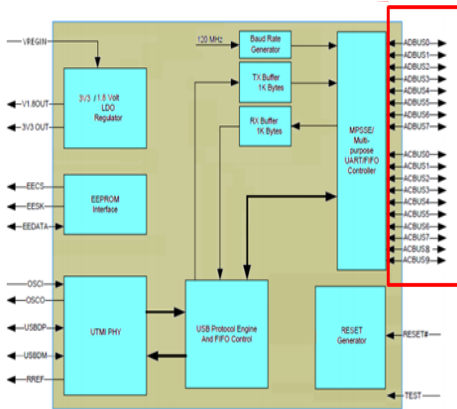 VREGIN
V1.8OUT
3V3 OUT
EECS
EESK
EEDATA
OSCI
OSCO
USBDP
USBDM
RREF
3V3 / 1.8 Volt
LDO
Regulator
EEPROM
Interface
UTMI PHY
120 MHz
Baud Rate
Generator
TX Buffer
1K Bytes
RX Buffer
1K Bytes
USB Protocol Engine
And FIFO Control
MPSSE/
Multi-
purpose
UART/FIFO
Controller
RESET
Generator
ADBUS0
ADBUS1
ADBUS2
ADBUS3
ADBUS4
ADBUS5
ADBUS6
ADBUS7
ACBUS0
ACBUS1
ACBUS2
ACBUS3
ACBUS4
ACBUS5
ACBUS6
ACBUS7
ACBUS8
ACBUS9
RESET#
TEST